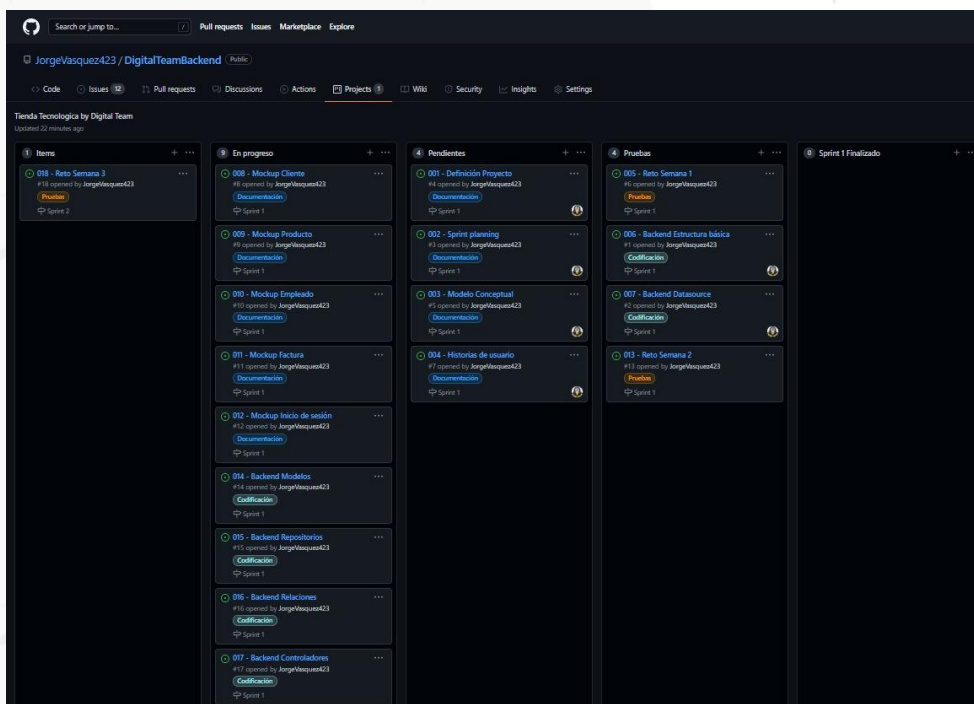 Search or jump to... /
Pull requests Issues Marketplace Explore
JorgeVasquez423 / DigitalTeamBackend Public
Code Issues 12 Pull requests Discussions Actions Projects 1 Wiki Security Insights Settings
Tienda Tecnologica by Digital Team
Updated 22 minutes ago
1 Items
018 - Reto Semana 3
#18 opened by JorgeVasquez423
Pruebas
Sprint 2
9 En progreso
008 - Mockup Cliente
#8 opened by JorgeVasquez423
Documentación
Sprint 1
009 - Mockup Producto
#9 opened by JorgeVasquez423
Documentación
Sprint 1
010 - Mockup Empleado
#10 opened by JorgeVasquez423
Documentación
Sprint 1
011 - Mockup Factura
#11 opened by JorgeVasquez423
Documentación
Sprint 1
012 - Mockup Inicio de sesión
#12 opened by JorgeVasquez423
Documentación
Sprint 1
014 - Backend Modelos
#14 opened by JorgeVasquez423
Codificación
Sprint 1
015 - Backend Repositorios
#15 opened by JorgeVasquez423
Codificación
Sprint 1
016 - Backend Relaciones
#16 opened by JorgeVasquez423
Codificación
Sprint 1
017 - Backend Controladores
#17 opened by JorgeVasquez423
Codificación
Sprint 1
4 Pendientes
001 - Definición Proyecto
#4 opened by JorgeVasquez423
Documentación
Sprint 1
002 - Sprint planning
#3 opened by JorgeVasquez423
Documentación
Sprint 1
003 - Modelo Conceptual
#5 opened by JorgeVasquez423
Documentación
Sprint 1
004 - Historias de usuario
#7 opened by JorgeVasquez423
Documentación
Sprint 1
4 Pruebas
005 - Reto Semana 1
#6 opened by JorgeVasquez423
Pruebas
Sprint 1
006 - Backend Estructura básica
#1 opened by JorgeVasquez423
Codificación
Sprint 1
007 - Backend Datasource
#2 opened by JorgeVasquez423
Codificación
Sprint 1
013 - Reto Semana 2
#13 opened by JorgeVasquez423
Pruebas
Sprint 1
0 Sprint 1 Finalizado